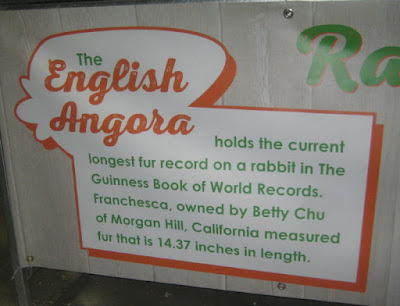 The
English
Angora
holds the current
longest fur record on a rabbit in The
Guinness Book of World Records.
Franchesca, owned by Betty Chu
of Morgan Hill, California measured
fur that is 14.37 inches in length.
Ra